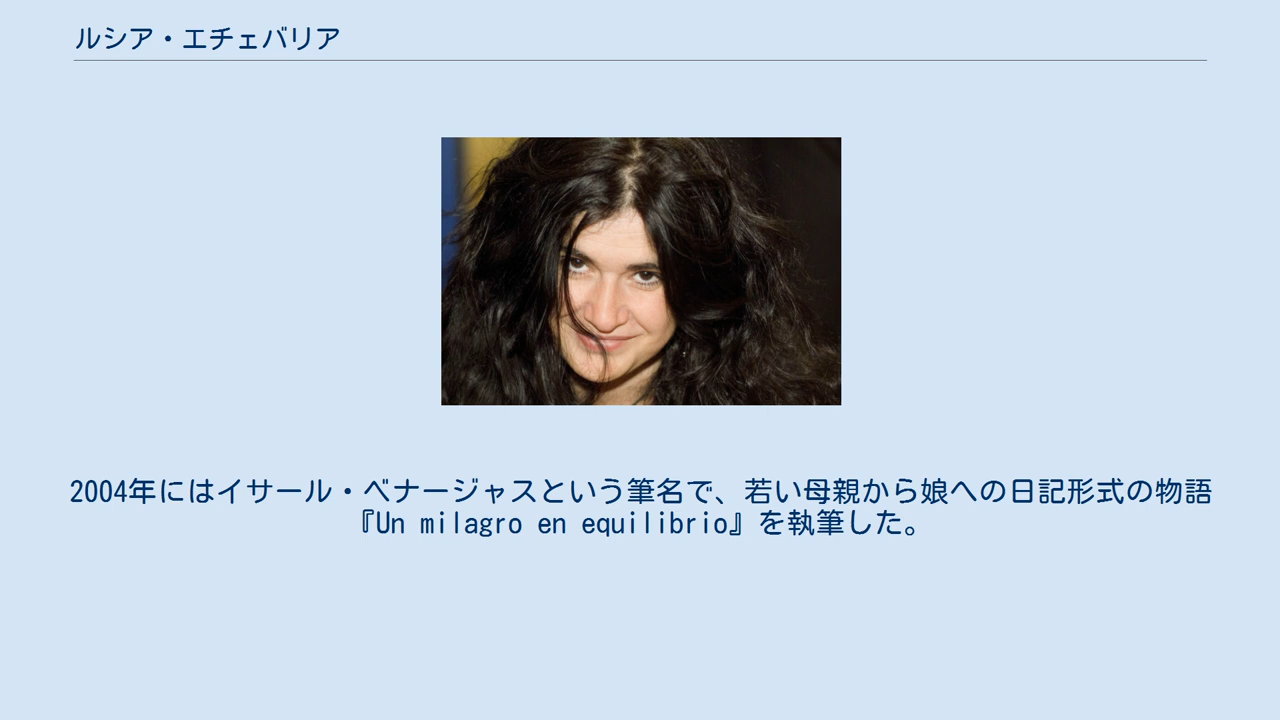 ルシア・エチェバリア
2004年にはイサール・ベナージャスという筆名で、若い母親から娘への日記形式の物語
『Un milagro en equilibrio』を執筆した。